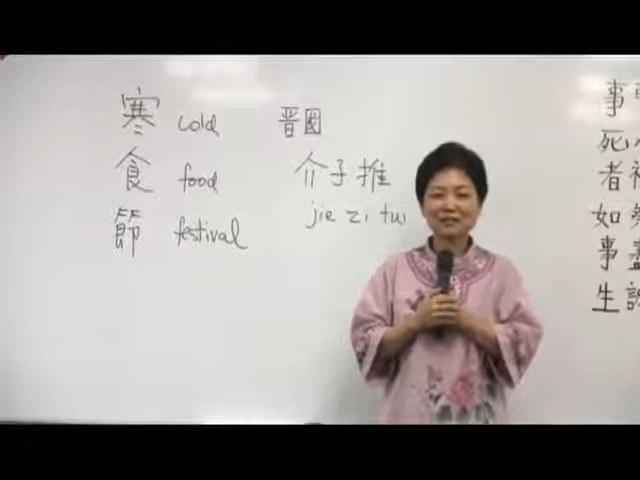 寒 cold
食 food
節 festival
晋國
介子推
jie zi tui
事死者如事生